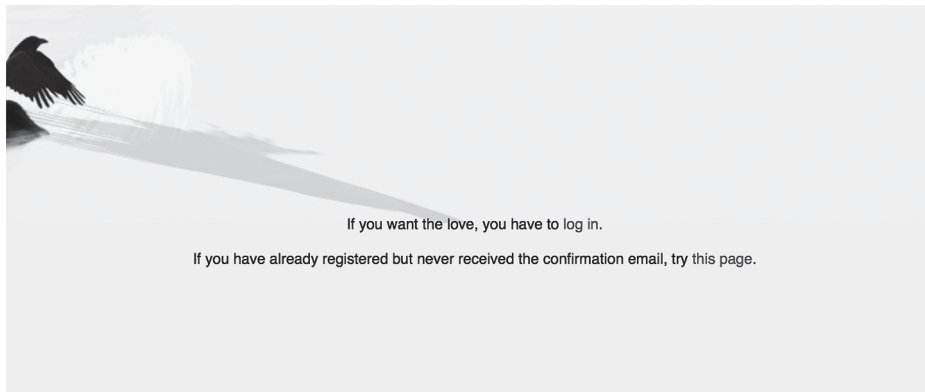 If you want the love, you have to log in.
If you have already registered but never received the confirmation email, try this page.